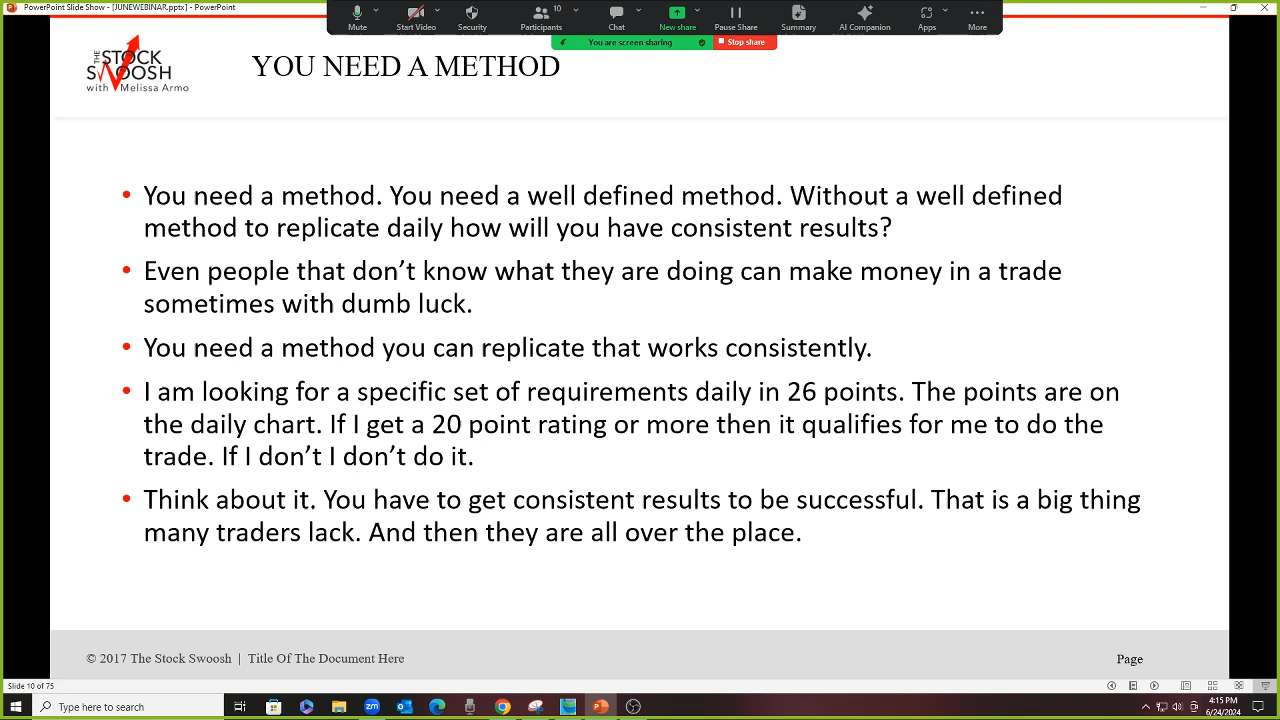 PowerPoint Slide Show - [JUNEWEBINAR.pptx] - PowerPoint
Mute
Start Video
Security
Participants
10
Chat
New share
Pause Share
Summary
AI Companion
Apps
More
You are screen sharing
Stop share
THE STOCK
SWOOSH
with Melissa Armo
YOU NEED A METHOD
• You need a method. You need a well defined method. Without a well defined
method to replicate daily how will you have consistent results?
• Even people that don’t know what they are doing can make money in a trade
sometimes with dumb luck.
• You need a method you can replicate that works consistently.
• I am looking for a specific set of requirements daily in 26 points. The points are on
the daily chart. If I get a 20 point rating or more then it qualifies for me to do the
trade. If I don’t I don’t do it.
• Think about it. You have to get consistent results to be successful. That is a big thing
many traders lack. And then they are all over the place.
© 2017 The Stock Swoosh | Title Of The Document Here
Page
Slide 10 of 75
Type here to search
4:15 PM
6/24/2024